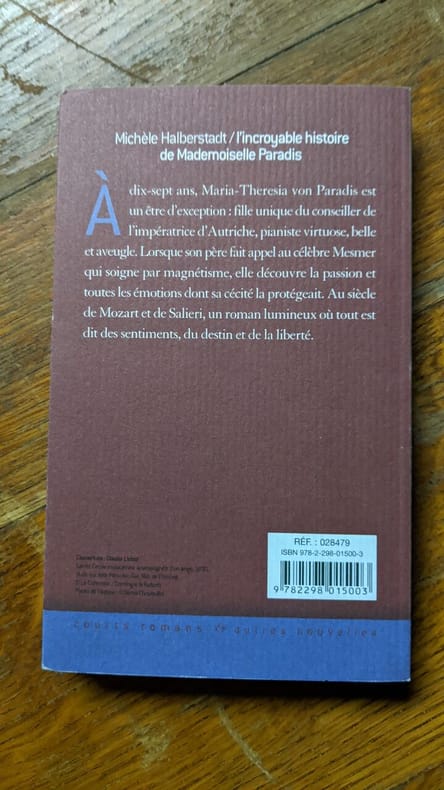 Michèle Halberstadt / l'incroyable histoire
de Mademoiselle Paradis
À dix-sept ans, Maria-Theresia von Paradis est
un être d'exception : fille unique du conseiller de
l'impératrice d'Autriche, pianiste virtuose, belle
et aveugle. Lorsque son père fait appel au célèbre Mesmer
qui soigne par magnétisme, elle découvre la passion et
toutes les émotions dont sa cécité la protégeait. Au siècle
de Mozart et de Salieri, un roman lumineux où tout est
dit des sentiments, du destin et de la liberté.
RÉF. : 028479
ISBN 978-2-298-01500-3
9 782298 015003
Couverture :
courts romans & autres nouvelles